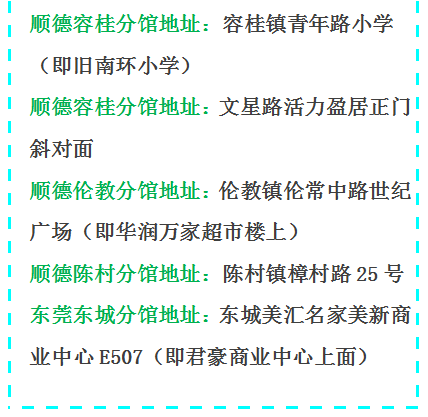 顺德容桂分馆地址：容桂镇青年路小学
（即旧南环小学）
顺德容桂分馆地址：文星路活力盈居正门
斜对面
顺德伦教分馆地址：伦教镇伦常中路世纪
广场（即华润万家超市楼上）
顺德陈村分馆地址：陈村镇樟村路25号
东莞东城分馆地址：东城美汇名家美新商
业中心E507（即君豪商业中心上面）